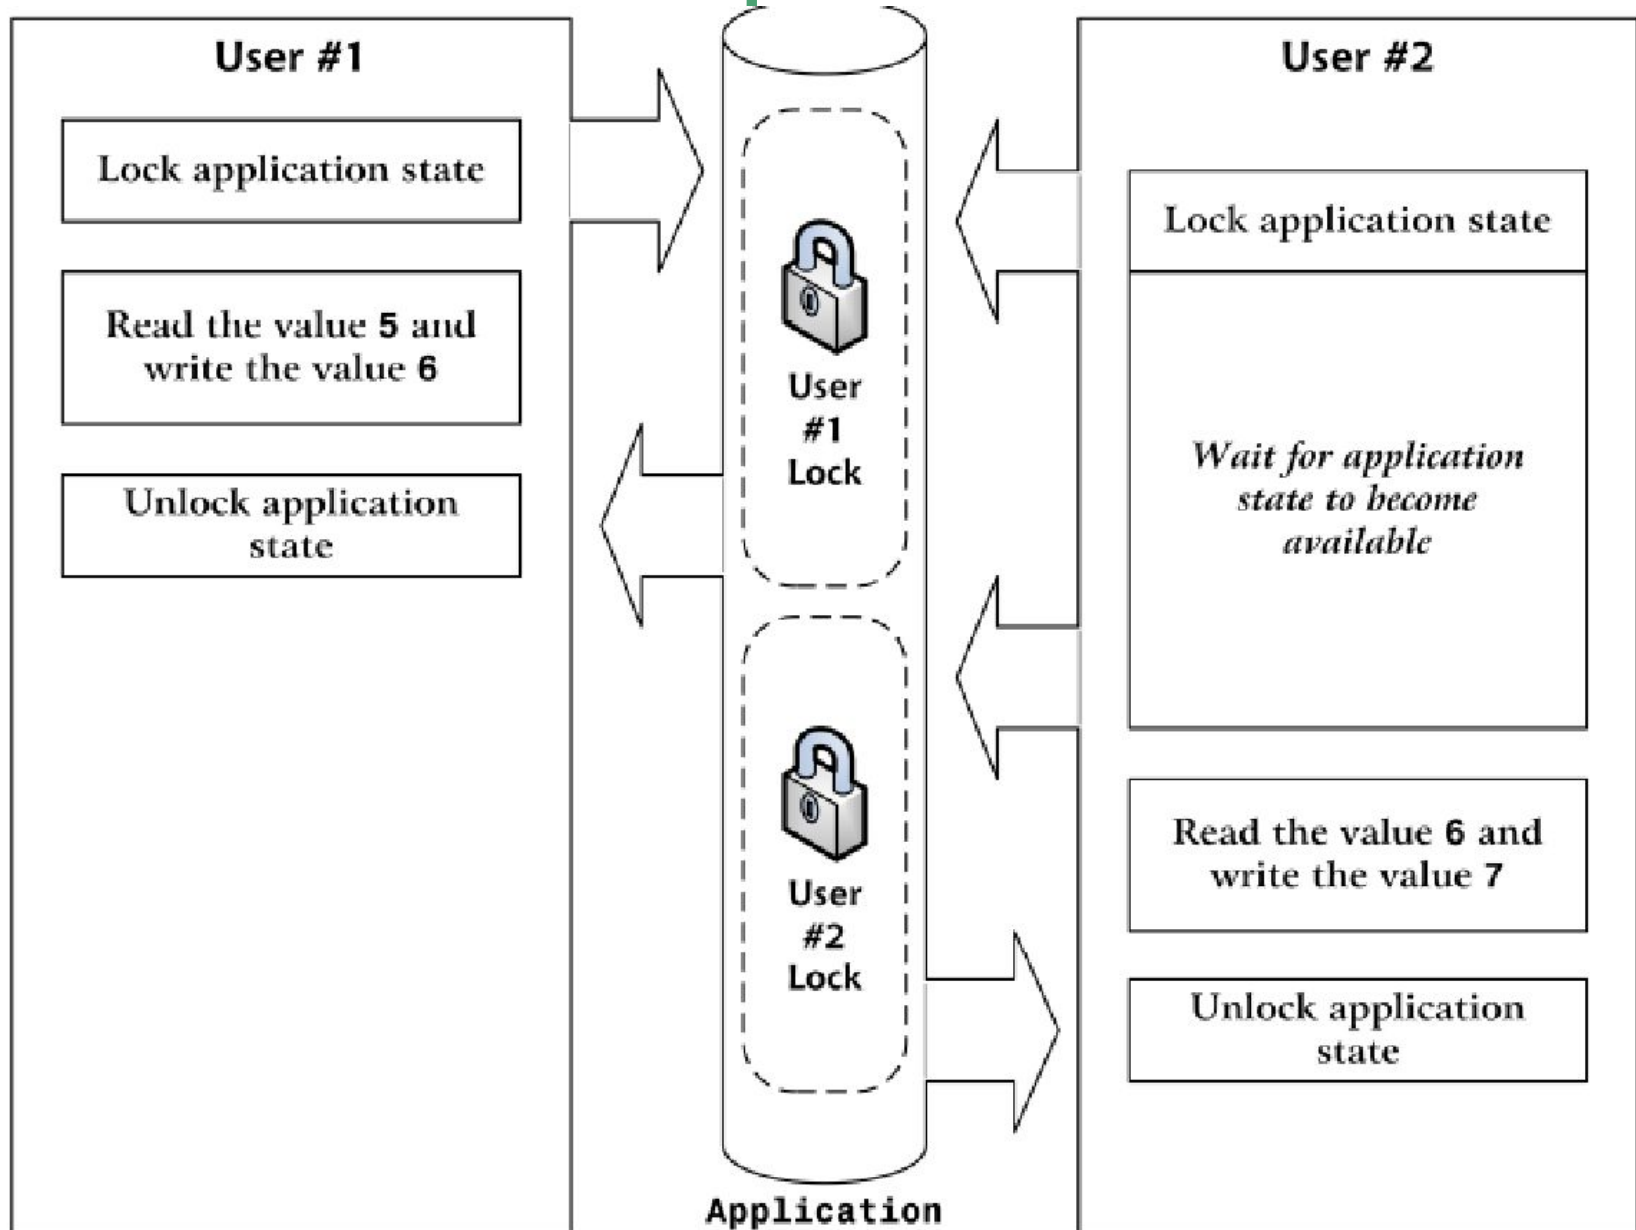 User #1
Lock application state
Read the value 5 and
write the value 6
Unlock application
state
User
#1
Lock
User
#2
Lock
Application
User #2
Lock application state
Wait for application
state to become
available
Read the value 6 and
write the value 7
Unlock application
state